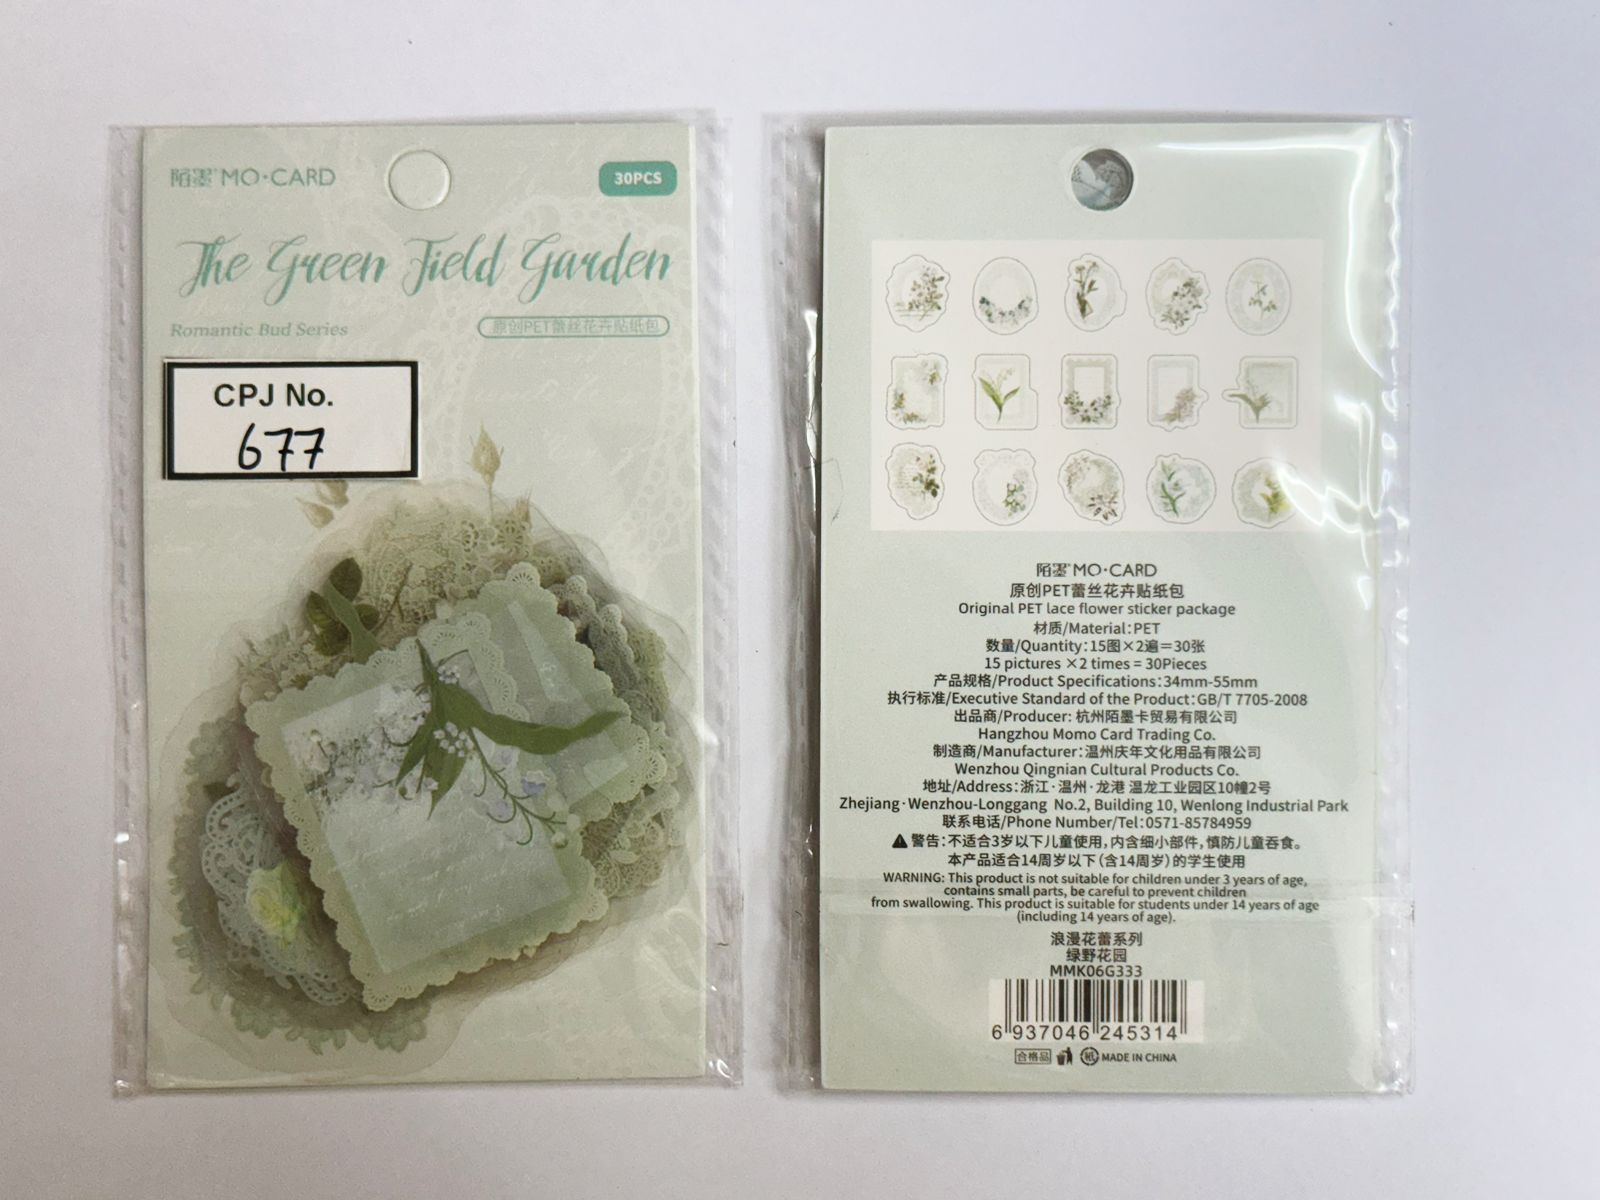 陌墨 MO·CARD
30PCS
The Green Field Garden
Romantic Bud Series
原创PET蕾丝花卉贴纸包
CPJ No.
677
陌墨 MO·CARD
原创PET蕾丝花卉贴纸包
Original PET lace flower sticker package
材质/Material:PET
数量/Quantity:15图×2遍=30张
15 pictures ×2 times = 30Pieces
产品规格/Product Specifications:34mm-55mm
执行标准/Executive Standard of the Product:GB/T 7705-2008
出品商/Producer: 杭州陌墨卡贸易有限公司
Hangzhou Momo Card Trading Co.
制造商/Manufacturer:温州庆年文化用品有限公司
Wenzhou Qingnian Cultural Products Co.
地址/Address:浙江·温州·龙港 温龙工业园区10幢2号
Zhejiang·Wenzhou-Longgang No.2, Building 10, Wenlong Industrial Park
联系电话/Phone Number/Tel:0571-85784959
警告:不适合3岁以下儿童使用,内含细小部件,慎防儿童吞食。
本产品适合14周岁以下(含14周岁)的学生使用
WARNING: This product is not suitable for children under 3 years of age,
contains small parts, be careful to prevent children
from swallowing. This product is suitable for students under 14 years of age
(including 14 years of age).
浪漫花蕾系列
绿野花园
MMK06G333
6 937046 245314
合格品 MADE IN CHINA